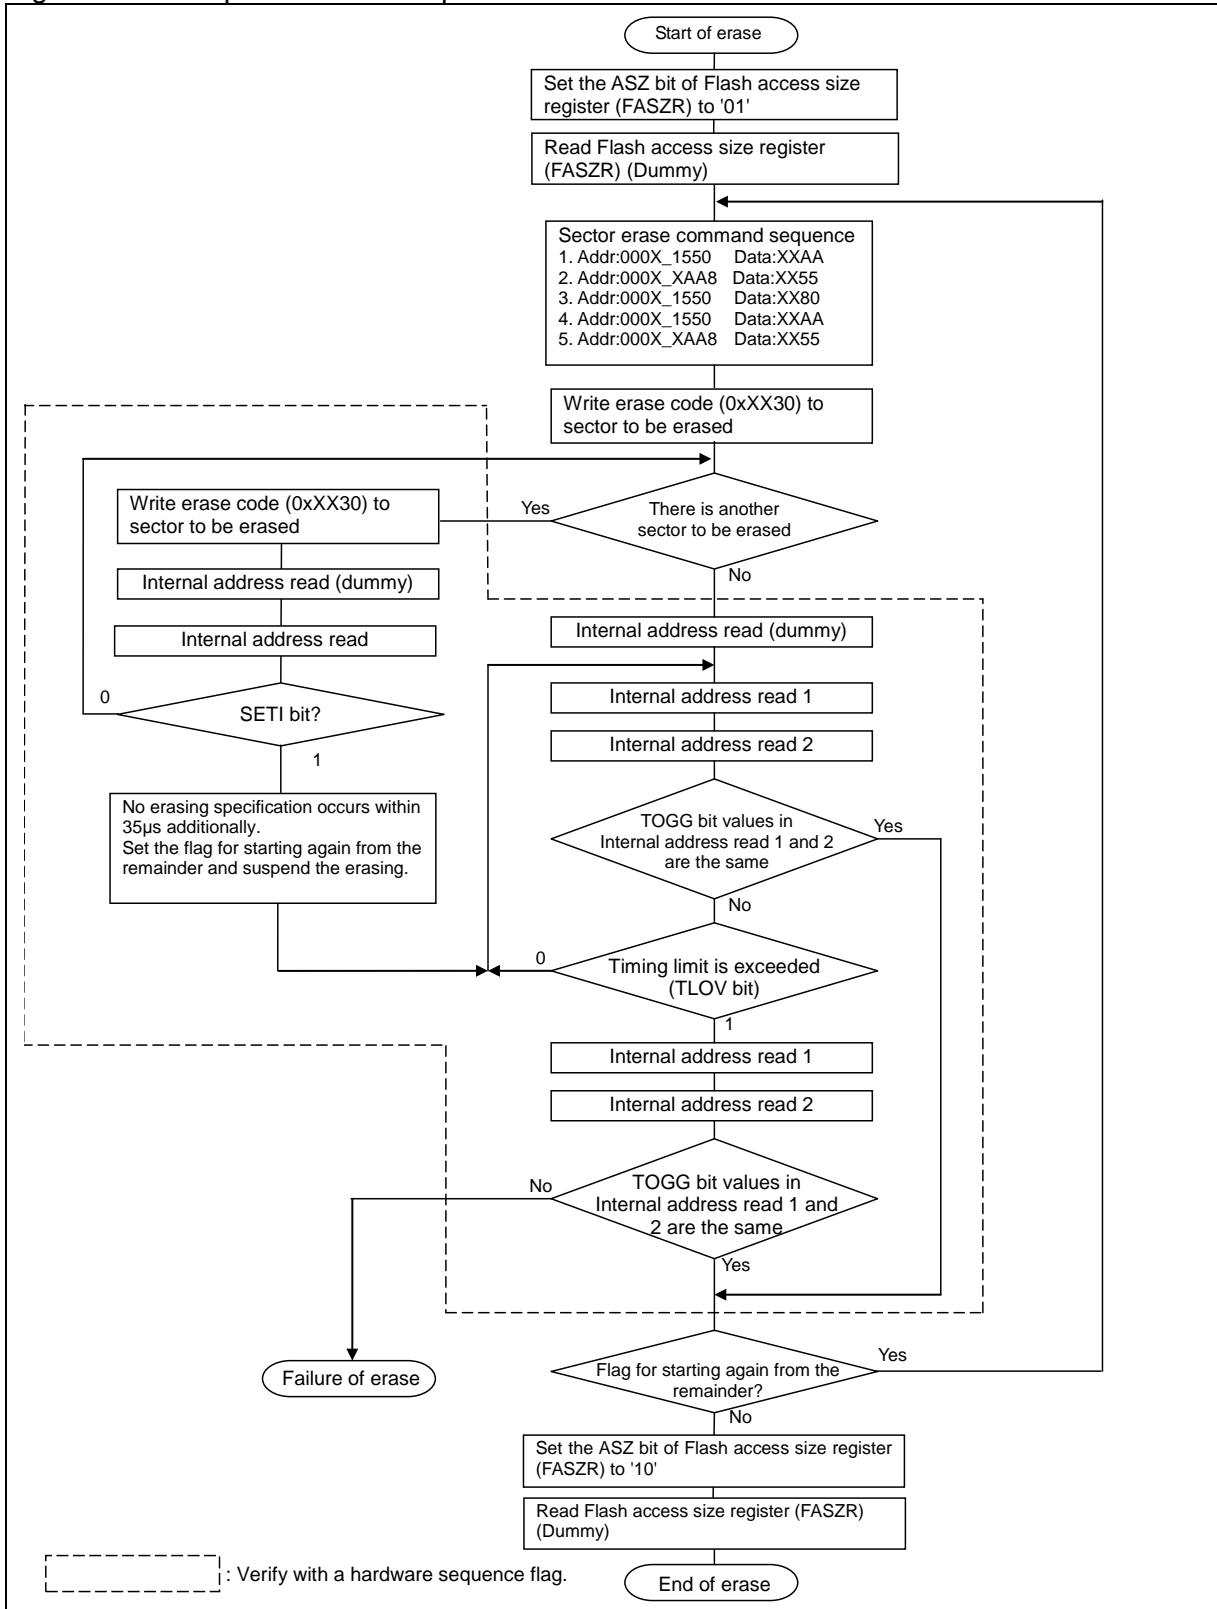 Start of erase
Set the ASZ bit of Flash access size
register (FASZR) to '01'
Read Flash access size register
(FASZR) (Dummy)
Sector erase command sequence
1. Addr:000X_1550 Data:XXAA
2. Addr:000X_XAA8 Data:XX55
3. Addr:000X_1550 Data:XX80
4. Addr:000X_1550 Data:XXAA
5. Addr:000X_XAA8 Data:XX55
Write erase code (0xXX30) to
sector to be erased
There is another
sector to be erased
Yes
No
Write erase code (0xXX30) to
sector to be erased
Internal address read (dummy)
Internal address read
SETI bit?
0
1
No erasing specification occurs within
35µs additionally.
Set the flag for starting again from the
remainder and suspend the erasing.
Internal address read (dummy)
Internal address read 1
Internal address read 2
TOGG bit values in
Internal address read 1 and 2
are the same
Yes
No
Timing limit is exceeded
(TLOV bit)
0
1
Internal address read 1
Internal address read 2
TOGG bit values in
Internal address read 1 and
2 are the same
No
Yes
Failure of erase
Flag for starting again from the
remainder?
Yes
No
Set the ASZ bit of Flash access size register
(FASZR) to '10'
Read Flash access size register (FASZR)
(Dummy)
End of erase
: Verify with a hardware sequence flag.